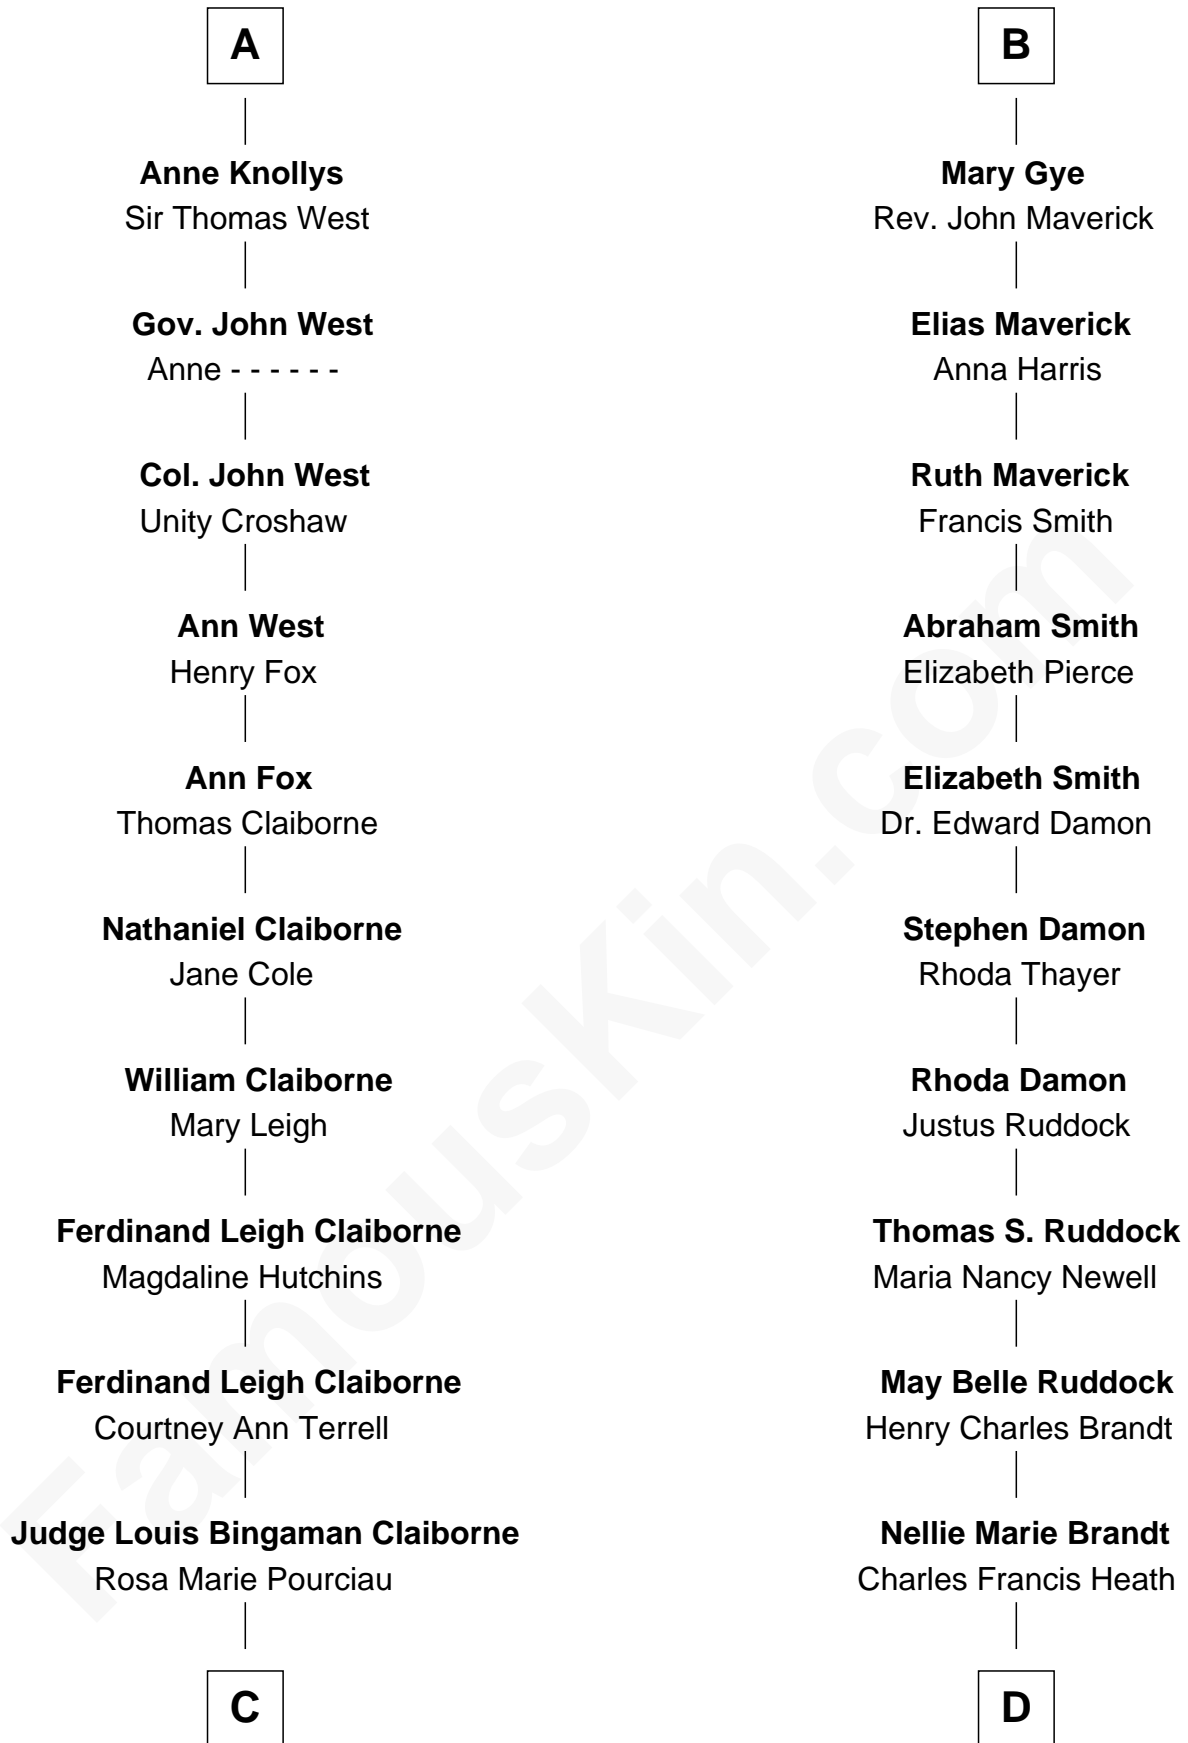 A
Anne Knollys
Sir Thomas West
Gov. John West
Anne - - - - - -
Col. John West
Unity Croshaw
Ann West
Henry Fox
Ann Fox
Thomas Claiborne
Nathaniel Claiborne
Jane Cole
William Claiborne
Mary Leigh
Ferdinand Leigh Claiborne
Magdaline Hutchins
Ferdinand Leigh Claiborne
Courtney Ann Terrell
Judge Louis Bingaman Claiborne
Rosa Marie Pourciau
C
B
Mary Gye
Rev. John Maverick
Elias Maverick
Anna Harris
Ruth Maverick
Francis Smith
Abraham Smith
Elizabeth Pierce
Elizabeth Smith
Dr. Edward Damon
Stephen Damon
Rhoda Thayer
Rhoda Damon
Justus Ruddock
Thomas S. Ruddock
Maria Nancy Newell
May Belle Ruddock
Henry Charles Brandt
Nellie Marie Brandt
Charles Francis Heath
D
FamousKin.com